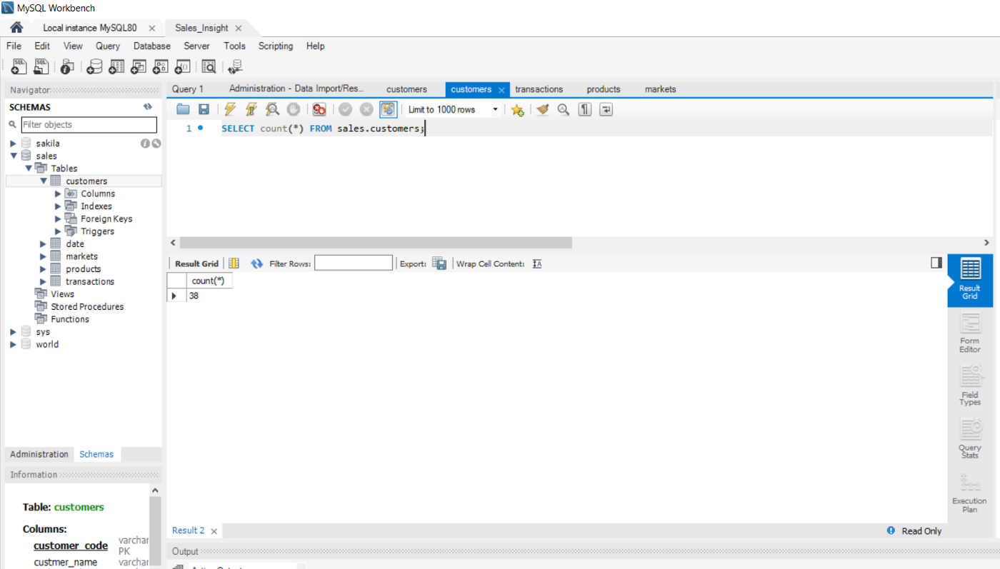 MySQL Workbench
Local instance MySQL80 Sales_Insight
File Edit View Query Database Server Tools Scripting Help
Navigator
SCHEMAS
Filter objects
sakila
sales
Tables
customers
Columns
Indexes
Foreign Keys
Triggers
date
markets
products
transactions
Views
Stored Procedures
Functions
sys
world
Administration Schemas
Information
Table: customers
Columns:
customer_code varchar
PK
custmer_name varchar
Query 1 Administration - Data Import/Res... customers customers transactions products markets
Limit to 1000 rows
1 SELECT count(*) FROM sales.customers;
Result Grid Filter Rows: Export: Wrap Cell Content:
count(*)
38
Result
Grid
Form
Editor
Field
Types
Query
Stats
Execution
Plan
Result 2 Read Only
Output